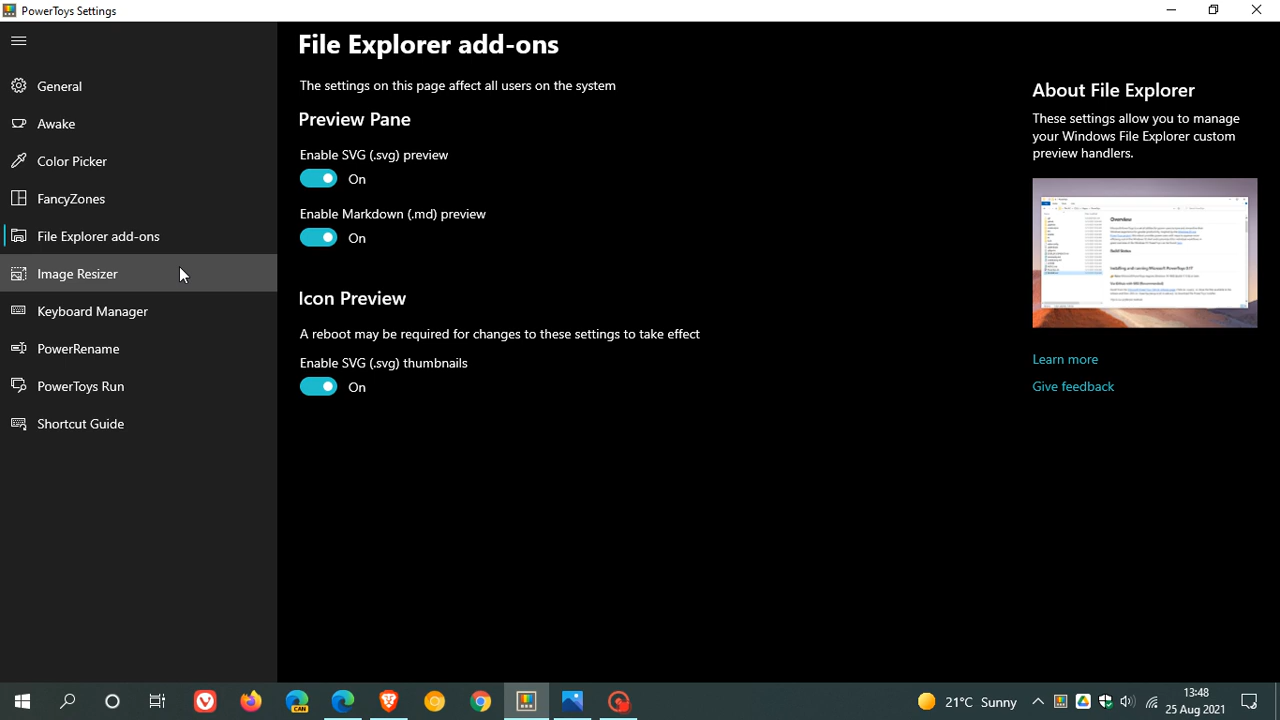 PowerToys Settings
General
Awake
Color Picker
FancyZones
File Explorer add-ons
Image Resizer
Manager
PowerRename
PowerToys Run
Shortcut Guide
File Explorer add-ons
The settings on this page affect all users on the system
Preview Pane
Enable SVG (.svg) preview
On
Enable (.md) preview
On
con Preview
A reboot may be required for changes to these settings to take effect
Enable SVG (.svg) thumbnails
On
About File Explorer
These settings allow you to manage
your Windows File Explorer custom
preview handlers.
Overview
Learn more
Give feedback
CAN
21°C Sunny
13:48
25 Aug 2021